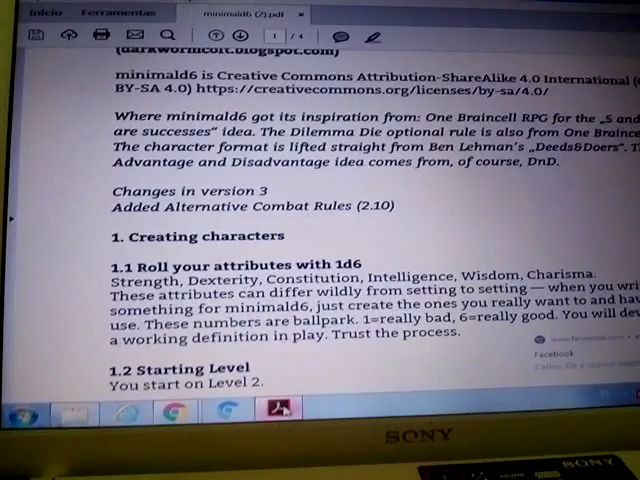 Início Ferramentas minimald6 (2).pdf ×
1 / 4
(darkwormcolt.blogspot.com)
minimald6 is Creative Commons Attribution-ShareAlike 4.0 International (
BY-SA 4.0) https://creativecommons.org/licenses/by-sa/4.0/
Where minimald6 got its inspiration from: One Braincell RPG for the „5 and
are successes“ idea. The Dilemma Die optional rule is also from One Brainc
The character format is lifted straight from Ben Lehman's „Deeds&Doers“. T
Advantage and Disadvantage idea comes from, of course, DnD.
Changes in version 3
Added Alternative Combat Rules (2.10)
1. Creating characters
1.1 Roll your attributes with 1d6
Strength, Dexterity, Constitution, Intelligence, Wisdom, Charisma.
These attributes can differ wildly from setting to setting — when you wri
something for minimald6, just create the ones you really want to and hav
use. These numbers are ballpark. 1=really bad, 6=really good. You will dev
a working definition in play. Trust the process.
1.2 Starting Level
You start on Level 2.
Facebook
SONY
SONY